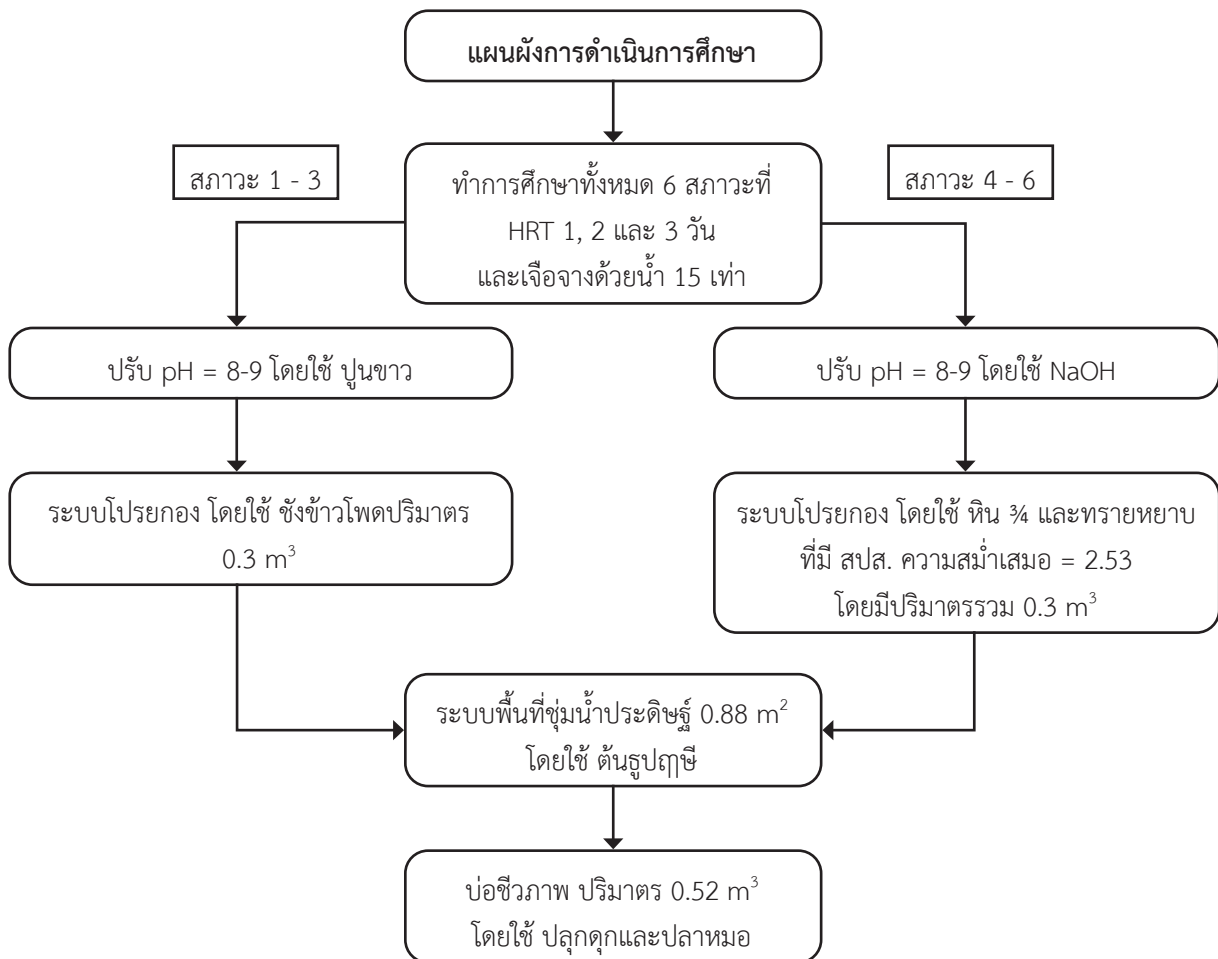 แผนผังการดำเนินการศึกษา
สภาวะ 1 - 3
ทำการศึกษาทั้งหมด 6 สภาวะที่
HRT 1, 2 และ 3 วัน
และเจือจางด้วยน้ำ 15 เท่า
สภาวะ 4 - 6
ปรับ pH = 8-9 โดยใช้ ปูนขาว
ปรับ pH = 8-9 โดยใช้ NaOH
ระบบโปรยกอง โดยใช้ ชังข้าวโพดปริมาตร
0.3 m³
ระบบโปรยกอง โดยใช้ หิน ¾ และทรายหยาบ
ที่มี สปส. ความสม่ำเสมอ = 2.53
โดยมีปริมาตรรวม 0.3 m³
ระบบพื้นที่ชุ่มน้ำประดิษฐ์ 0.88 m²
โดยใช้ ต้นธูปฤๅษี
บ่อชีวภาพ ปริมาตร 0.52 m³
โดยใช้ ปลุกดุกและปลาหมอ